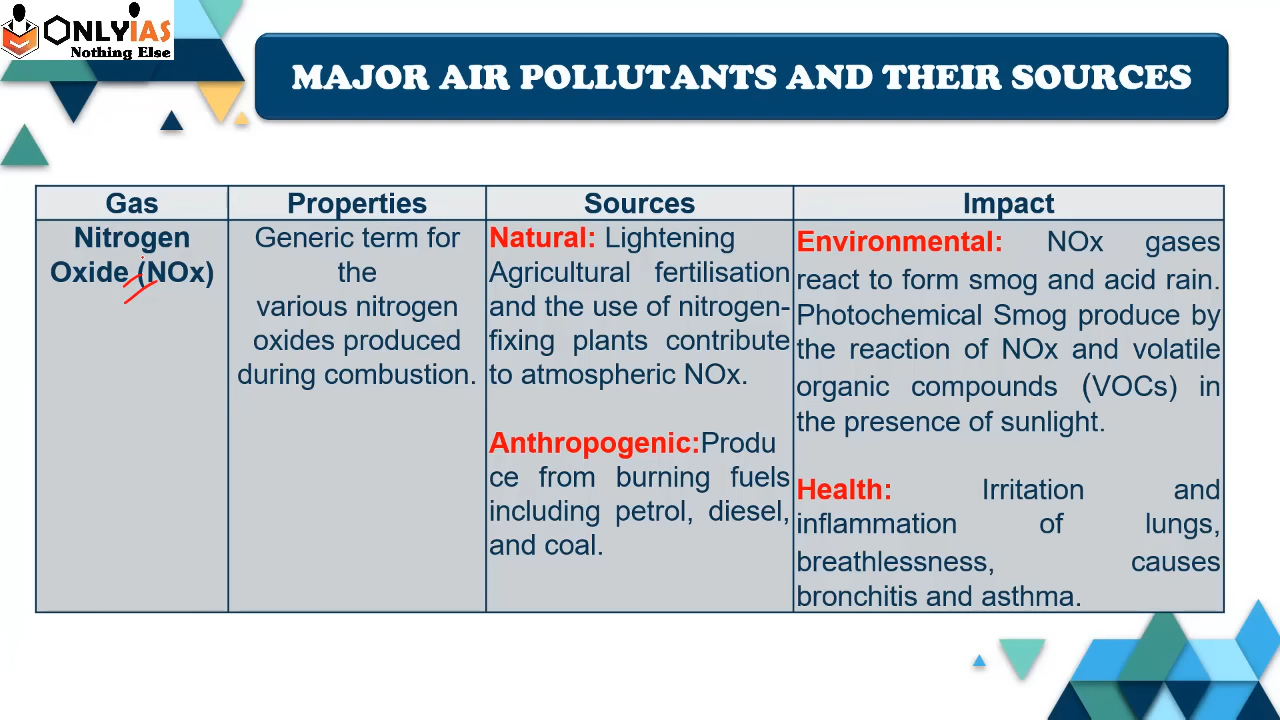 ONLYIAS
Nothing Else
MAJOR AIR POLLUTANTS AND THEIR SOURCES
Gas
Properties
Sources
Impact
Nitrogen
Oxide (NOx)
Generic term for
the
various nitrogen
oxides produced
during combustion.
Natural: Lightening
Agricultural fertilisation
and the use of nitrogen-
fixing plants contribute
to atmospheric NOx.
Anthropogenic:Produ
ce from burning fuels
including petrol, diesel,
and coal.
Environmental: NOx gases
react to form smog and acid rain.
Photochemical Smog produce by
the reaction of NOx and volatile
organic compounds (VOCs) in
the presence of sunlight.
Health: Irritation and
inflammation of lungs,
breathlessness, causes
bronchitis and asthma.